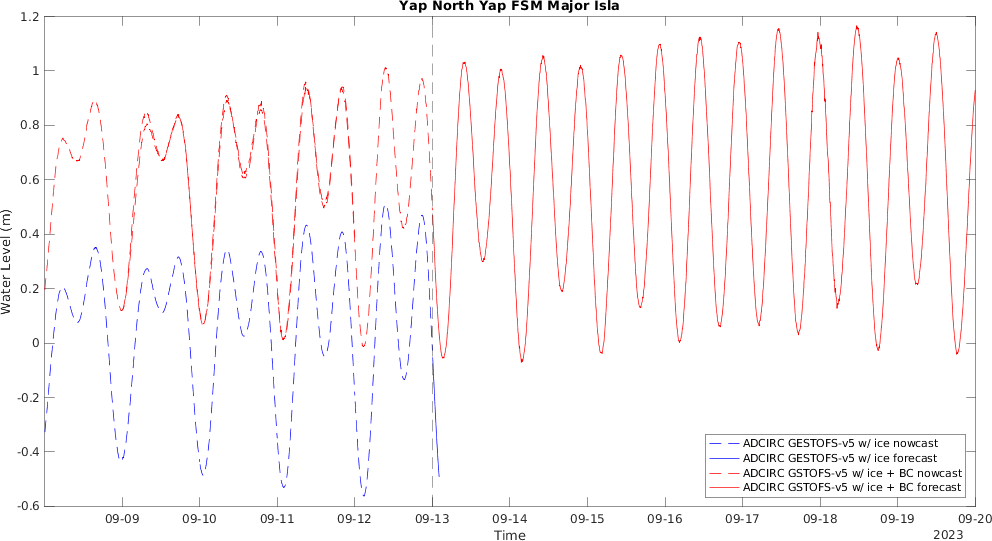 Yap North Yap FSM Major Isla
1.2
1
0.8
0.6
0.4
0.2
0
-0.2
-0.4
-0.6
Water Level (m)
ADCIRC GESTOFS-v5 w/ ice nowcast
ADCIRC GESTOFS-v5 w/ ice forecast
ADCIRC GSTOFS-v5 w/ ice + BC nowcast
ADCIRC GSTOFS-v5 w/ ice + BC forecast
09-09 09-10 09-11 09-12 09-13 09-14 09-15 09-16 09-17 09-18 09-19 09-20
Time
2023